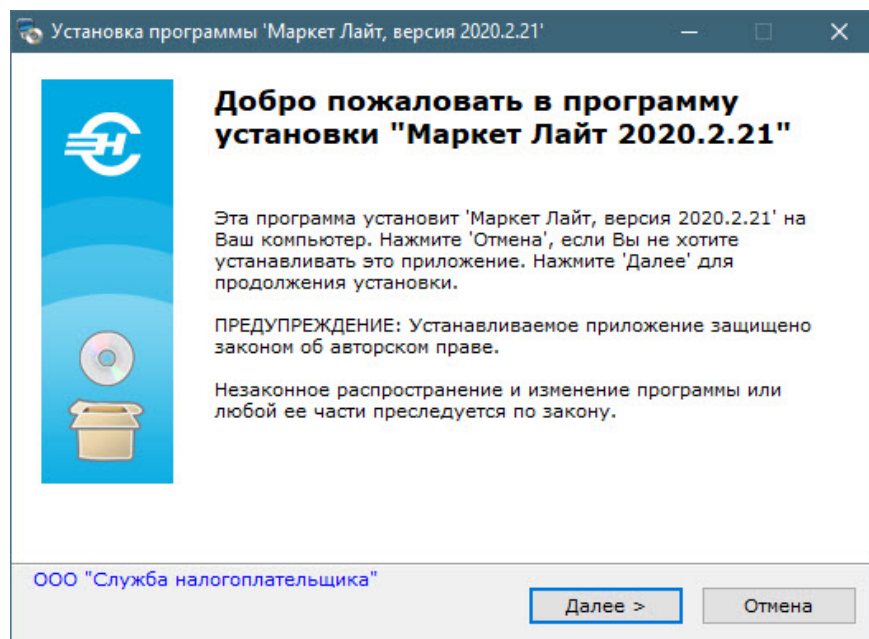 Установка программы 'Маркет Лайт, версия 2020.2.21'
Добро пожаловать в программу
установки "Маркет Лайт 2020.2.21"
Эта программа установит 'Маркет Лайт, версия 2020.2.21' на
Ваш компьютер. Нажмите 'Отмена', если Вы не хотите
устанавливать это приложение. Нажмите 'Далее' для
продолжения установки.
ПРЕДУПРЕЖДЕНИЕ: Устанавливаемое приложение защищено
законом об авторском праве.
Незаконное распространение и изменение программы или
любой ее части преследуется по закону.
ООО "Служба налогоплательщика"
Далее >
Отмена